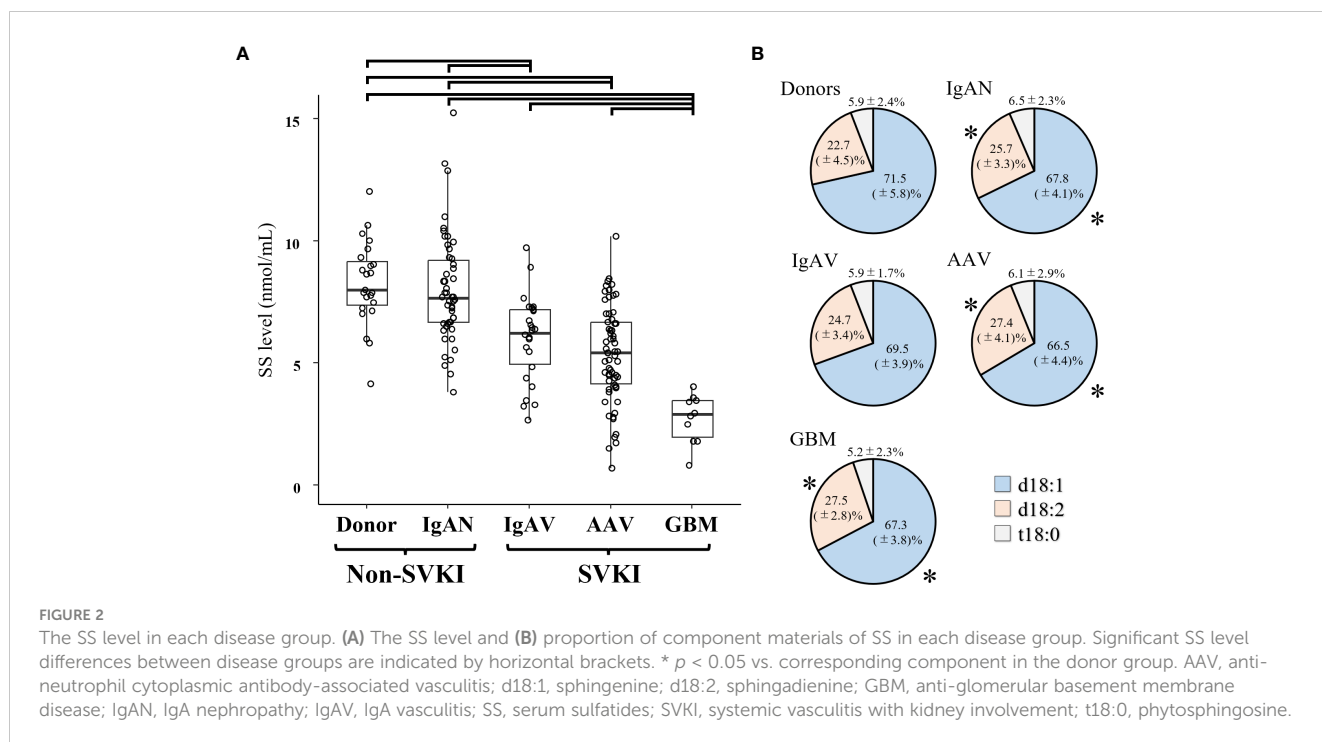 A
SS level (nmol/mL)
15
10
5
0
Donor IgAN IgAV AAV GBM
Non-SVKI SVKI
B
Donors
5.9±2.4%
22.7
(±4.5)%
71.5
(±5.8)%
IgAN
6.5±2.3%
*
25.7
(±3.3)%
67.8
(±4.1)%
*
IgAV
5.9±1.7%
24.7
(±3.4)%
69.5
(±3.9)%
AAV
6.1±2.9%
*
27.4
(±4.1)%
66.5
(±4.4)%
*
GBM
5.2±2.3%
*
27.5
(±2.8)%
67.3
(±3.8)%
*
d18:1
d18:2
t18:0
FIGURE 2
The SS level in each disease group. (A) The SS level and (B) proportion of component materials of SS in each disease group. Significant SS level
differences between disease groups are indicated by horizontal brackets. * p < 0.05 vs. corresponding component in the donor group. AAV, anti-
neutrophil cytoplasmic antibody-associated vasculitis; d18:1, sphingenine; d18:2, sphingadienine; GBM, anti-glomerular basement membrane
disease; IgAN, IgA nephropathy; IgAV, IgA vasculitis; SS, serum sulfatides; SVKI, systemic vasculitis with kidney involvement; t18:0, phytosphingosine.